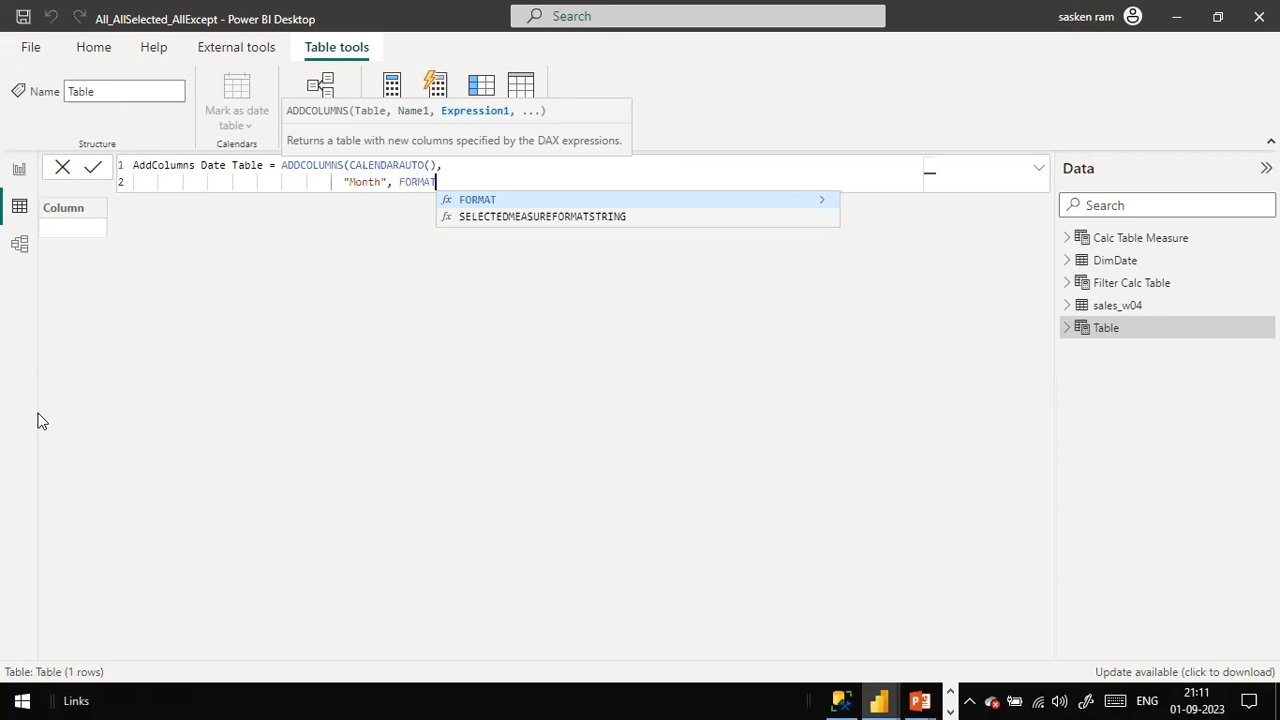 All_AllSelected_AllExcept - Power BI Desktop
Search
sasken ram
File
Home
Help
External tools
Table tools
Name
Table
Mark as date
table
Structure
Calendars
ADDCOLUMNS(Table, Name1, Expression1, ...)
Returns a table with new columns specified by the DAX expressions.
1 AddColumns Date Table = ADDCOLUMNS(CALENDARAUTO(),
2 "Month", FORMAT
fx FORMAT
fx SELECTEDMEASUREFORMATSTRING
Column
Data
Search
Calc Table Measure
DimDate
Filter Calc Table
sales_w04
Table
Table: Table (1 rows)
Update available (click to download)
Links
ENG
21:11
01-09-2023